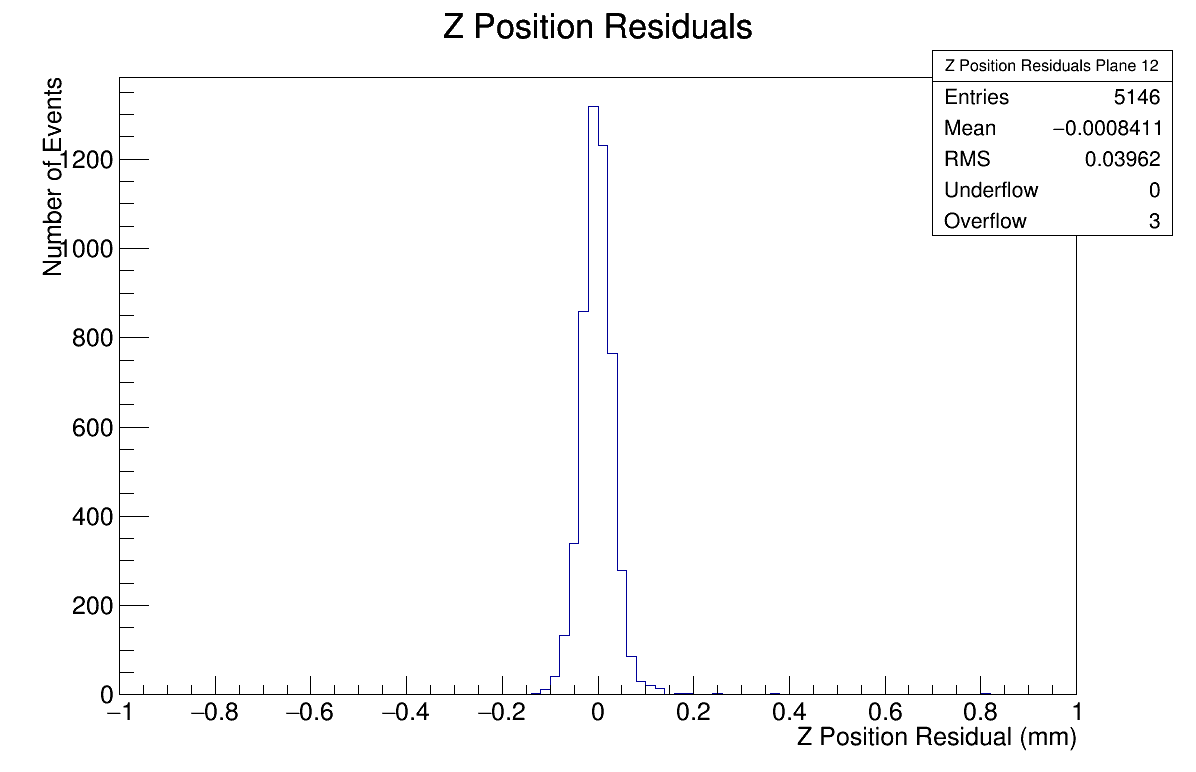 Z Position Residuals
Z Position Residuals Plane 12
Entries 5146
Mean −0.0008411
RMS 0.03962
Underflow 0
Overflow 3
Number of Events
1200
1000
800
600
400
200
0
−1 −0.8 −0.6 −0.4 −0.2 0 0.2 0.4 0.6 0.8 1
Z Position Residual (mm)